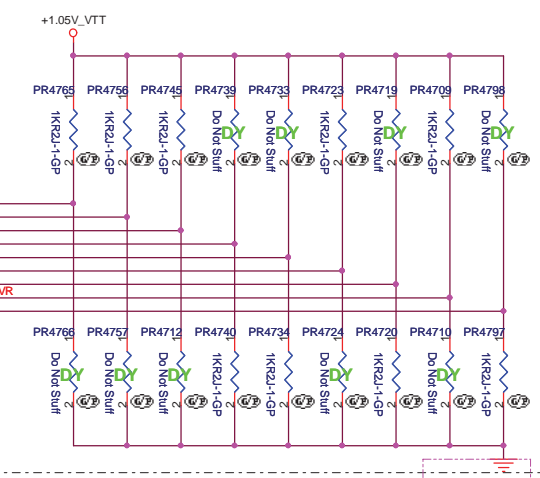 +1.05V_VTT
PR4765 PR4756 PR4745 PR4739 PR4733 PR4723 PR4719 PR4709 PR4798
1 1 1 1 1 1 1 1 1
1KR2J-1-GP 1KR2J-1-GP 1KR2J-1-GP Do Not Stuff Do Not Stuff 1KR2J-1-GP Do Not Stuff 1KR2J-1-GP Do Not Stuff
DY DY DY DY
2 2 2 2 2 2 2 2 2
VR
PR4766 PR4757 PR4712 PR4740 PR4734 PR4724 PR4720 PR4710 PR4797
1 1 1 1 1 1 1 1 1
Do Not Stuff Do Not Stuff Do Not Stuff 1KR2J-1-GP 1KR2J-1-GP Do Not Stuff 1KR2J-1-GP Do Not Stuff 1KR2J-1-GP
DY DY DY DY DY
2 2 2 2 2 2 2 2 2